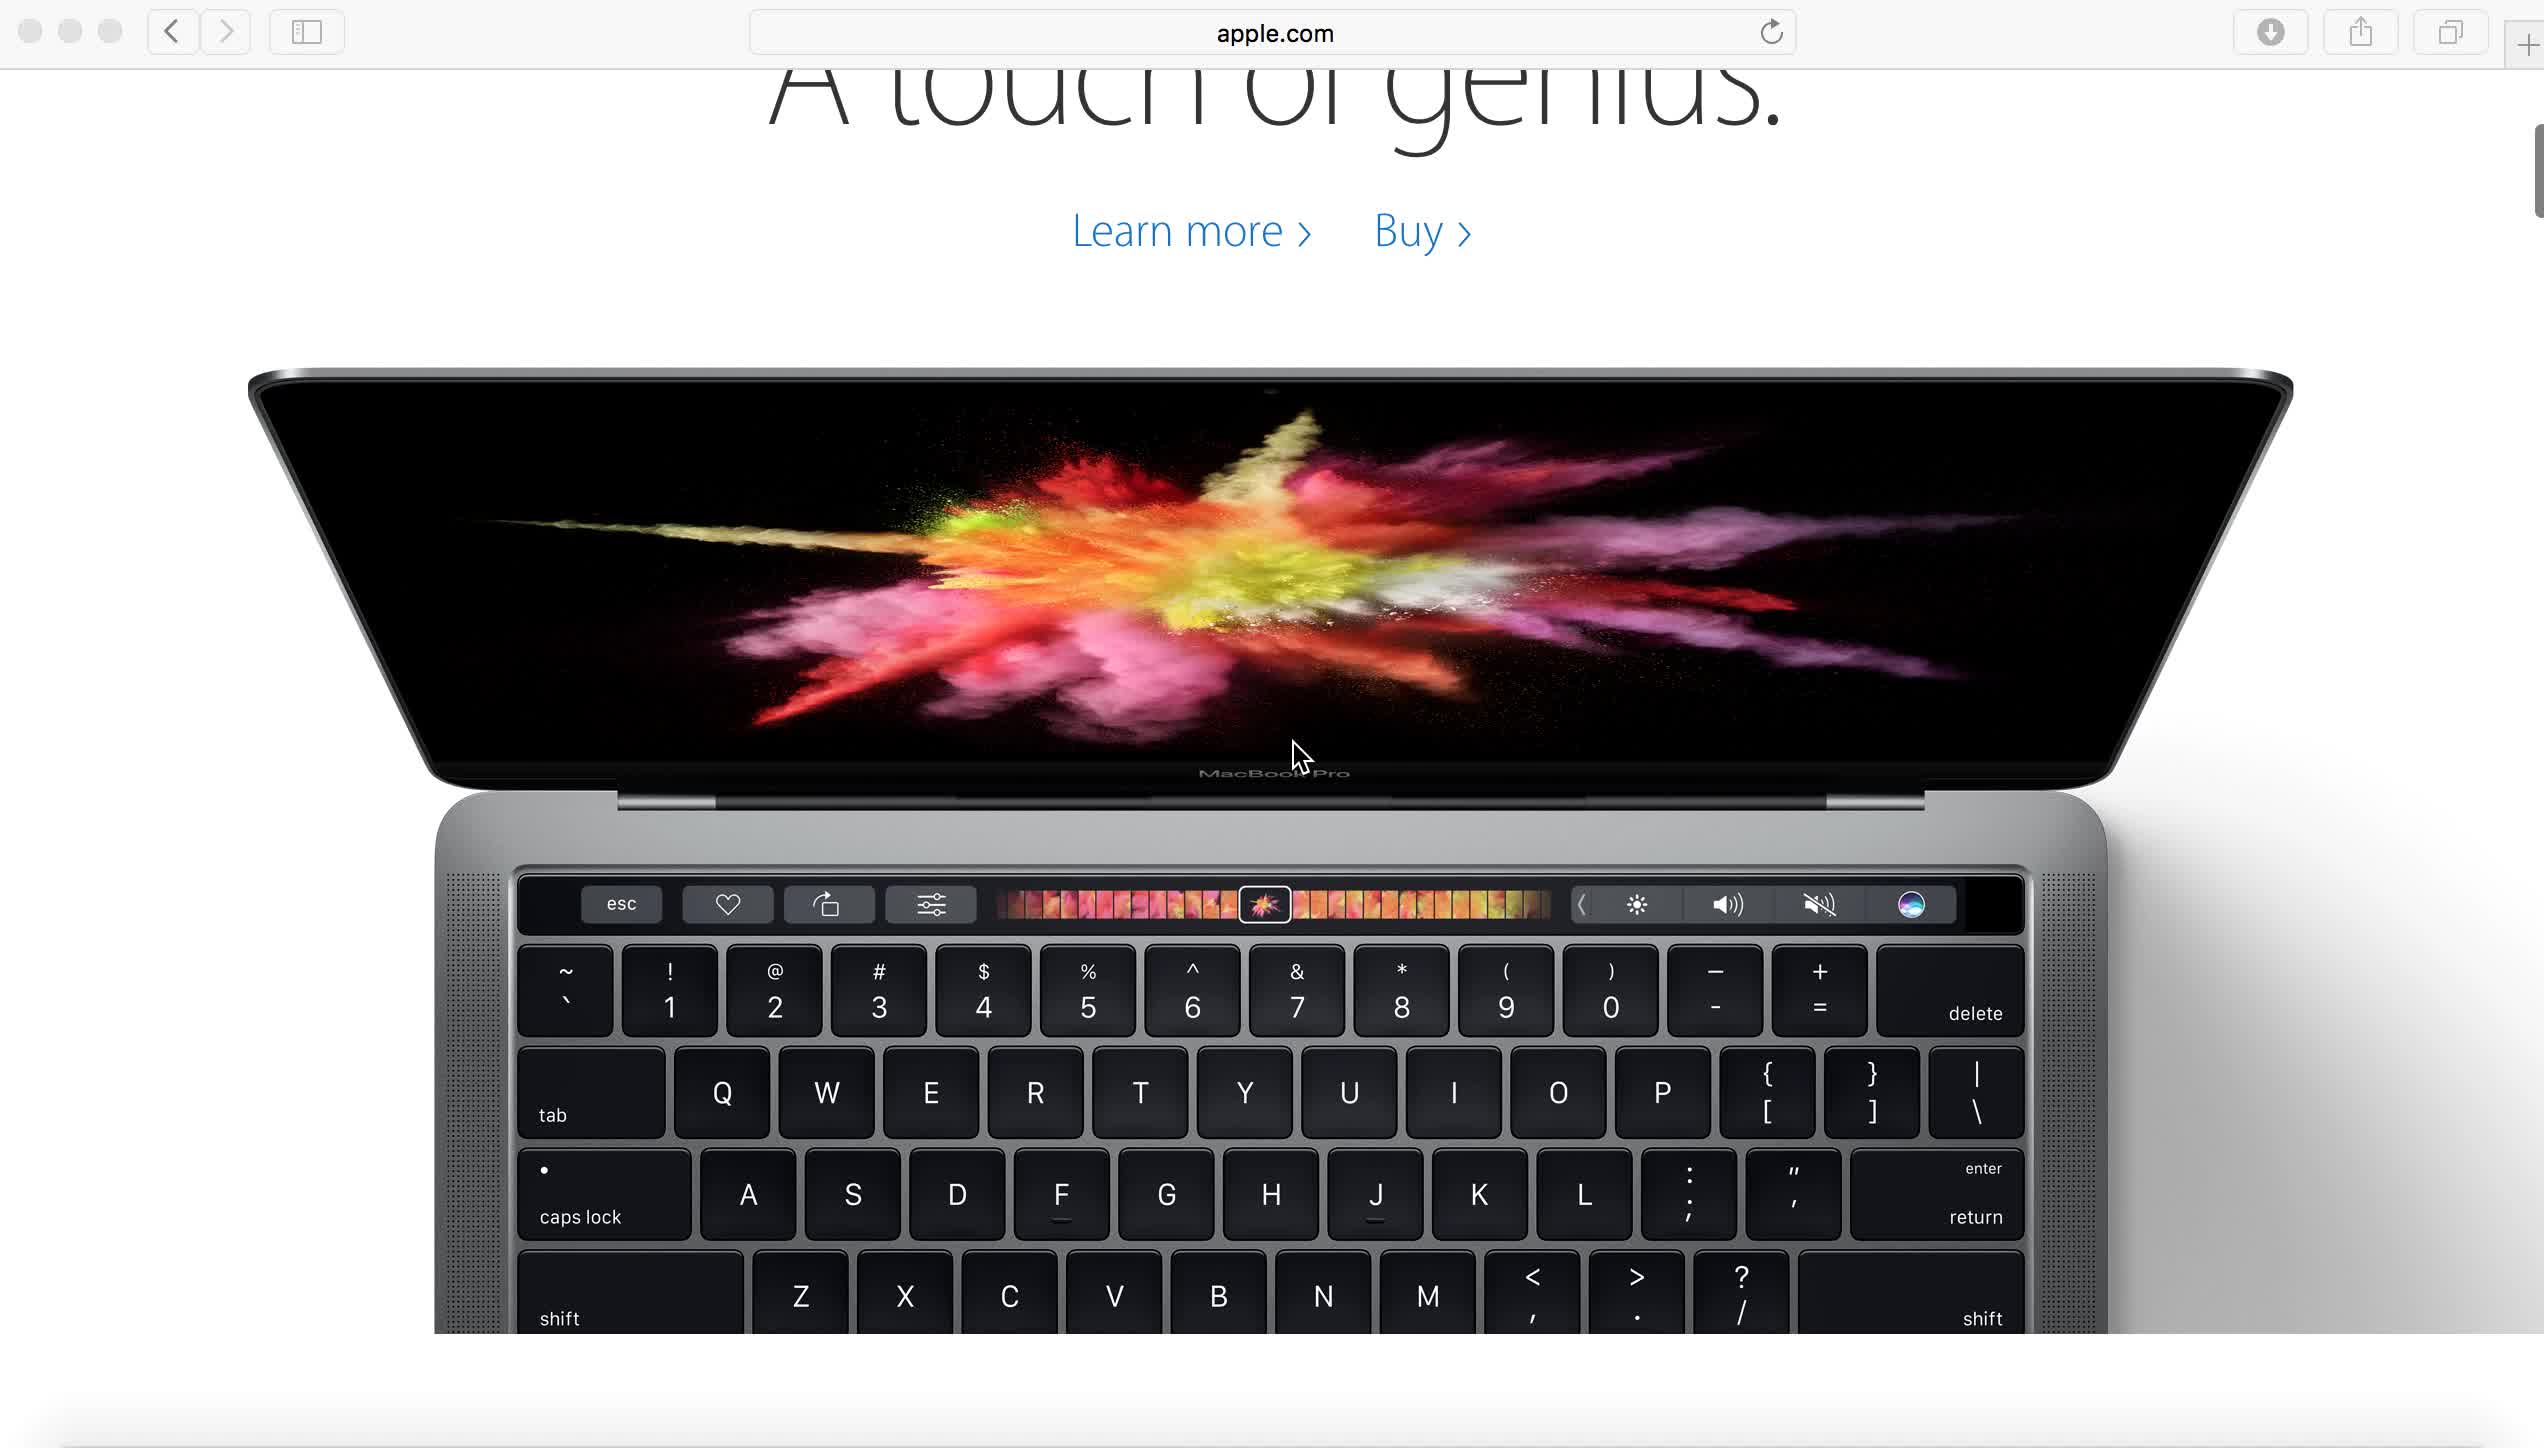 apple.com
A touch of genius.
Learn more > Buy >
MacBook Pro
esc
~ ! @ # $ % ^ & * ( ) — +
` 1 2 3 4 5 6 7 8 9 0 - = delete
tab Q W E R T Y U I O P { [ } ] | \
caps lock A S D F G H J K L : ; " ' enter return
shift Z X C V B N M < , > . ? / shift